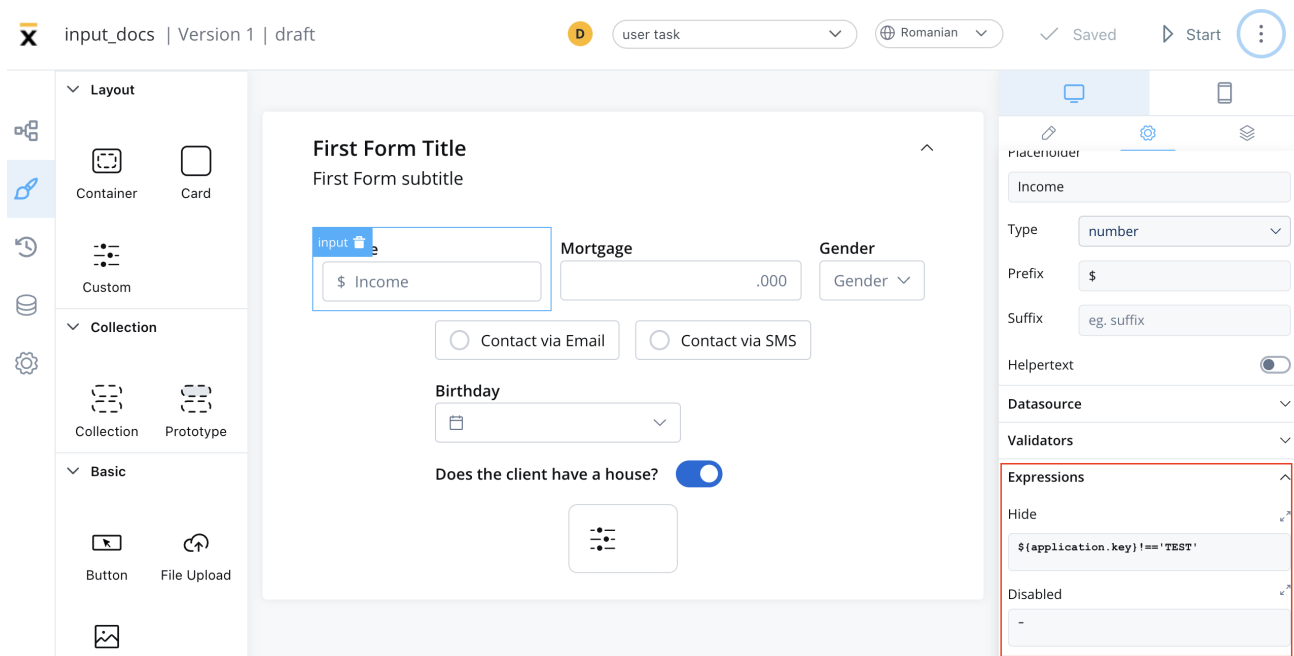 input_docs | Version 1 | draft
D
user task
Romanian
Saved
Start
Layout
Container
Card
Custom
Collection
Collection
Prototype
Basic
Button
File Upload
First Form Title
First Form subtitle
input
e
$ Income
Mortgage
.000
Gender
Gender
Contact via Email
Contact via SMS
Birthday
Does the client have a house?
Placeholder
Income
Type
number
Prefix
$
Suffix
eg. suffix
Helpertext
Datasource
Validators
Expressions
Hide
${application.key}!=='TEST'
Disabled
-